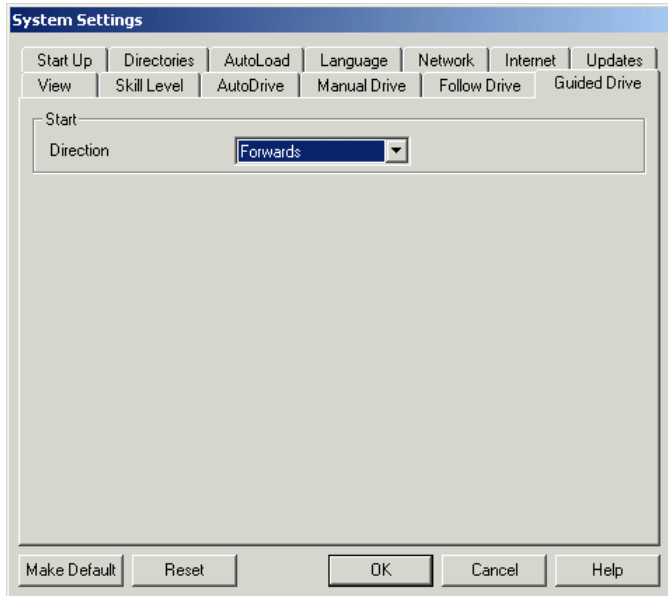 System Settings
Start Up Directories AutoLoad Language Network Internet Updates
View Skill Level AutoDrive Manual Drive Follow Drive Guided Drive
Start
Direction Forwards
Make Default Reset OK Cancel Help